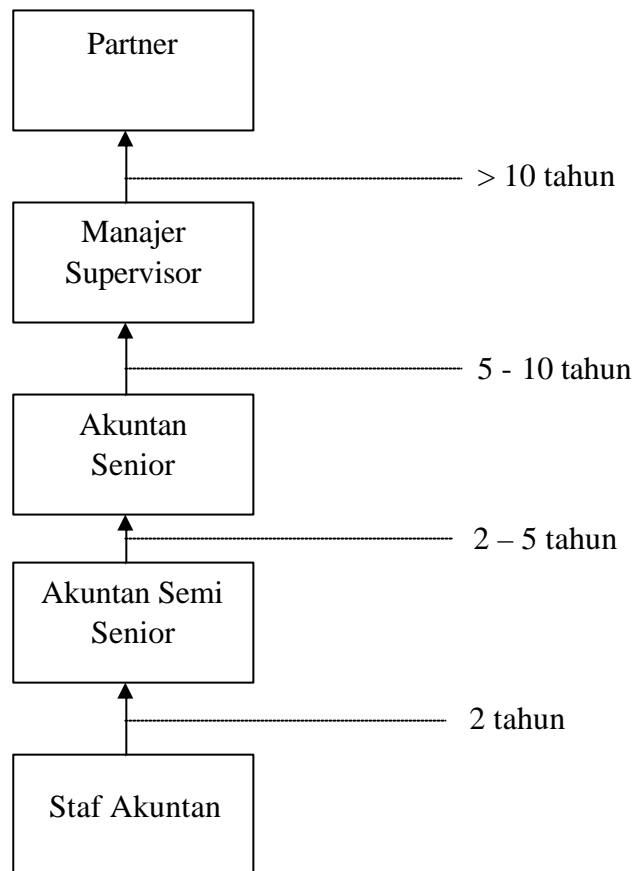 Partner
> 10 tahun
Manajer
Supervisor
5 - 10 tahun
Akuntan
Senior
2 – 5 tahun
Akuntan Semi
Senior
2 tahun
Staf Akuntan